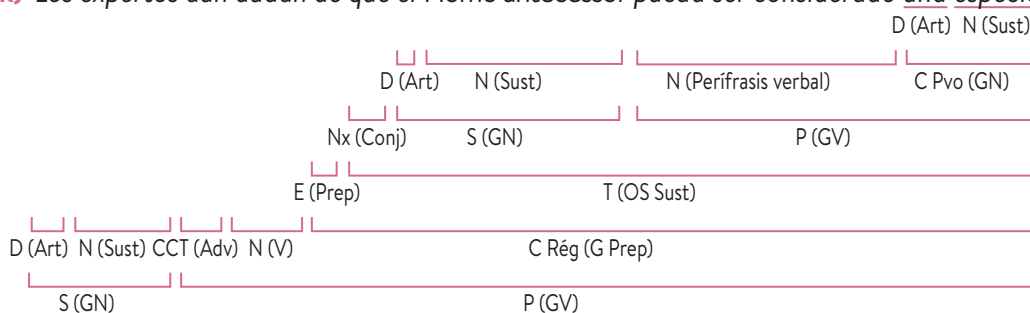 Los expertos aún dudan de que el Homo antecessor pueda ser considerado una especie
D (Art) N (Sust)
D (Art) N (Sust) N (Perífrasis verbal) C Pvo (GN)
Nx (Conj) S (GN) P (GV)
E (Prep) T (OS Sust)
D (Art) N (Sust) CCT (Adv) N (V) C Rég (G Prep)
S (GN) P (GV)